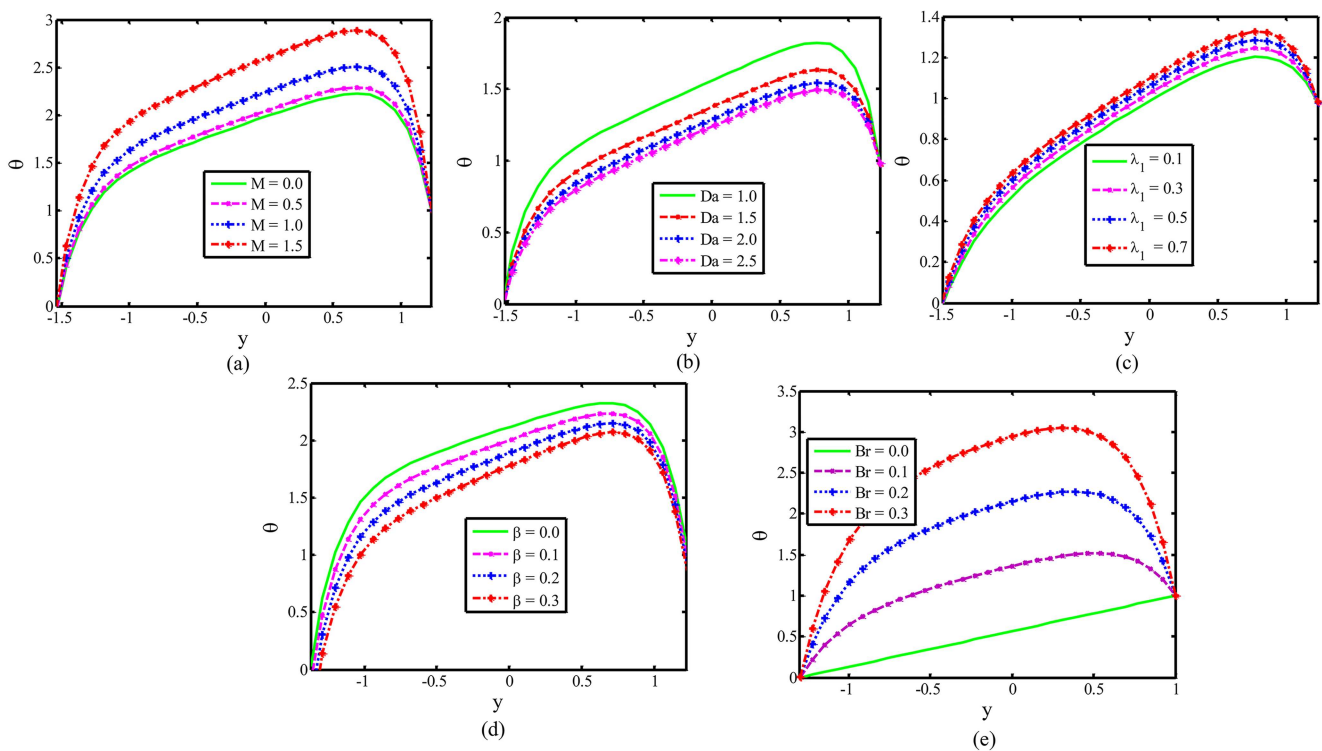 3
2.5
2
1.5
1
0.5
0
θ
M = 0.0
M = 0.5
M = 1.0
M = 1.5
-1.5 -1 -0.5 0 0.5 1
y
(a)
2
1.5
1
0.5
0
θ
Da = 1.0
Da = 1.5
Da = 2.0
Da = 2.5
-1.5 -1 -0.5 0 0.5 1
y
(b)
1.4
1.2
1
0.8
0.6
0.4
0.2
0
θ
λ₁ = 0.1
λ₁ = 0.3
λ₁ = 0.5
λ₁ = 0.7
-1.5 -1 -0.5 0 0.5 1
y
(c)
2.5
2
1.5
1
0.5
0
θ
β = 0.0
β = 0.1
β = 0.2
β = 0.3
-1 -0.5 0 0.5 1
y
(d)
3.5
3
2.5
2
1.5
1
0.5
0
θ
Br = 0.0
Br = 0.1
Br = 0.2
Br = 0.3
-1 -0.5 0 0.5 1
y
(e)